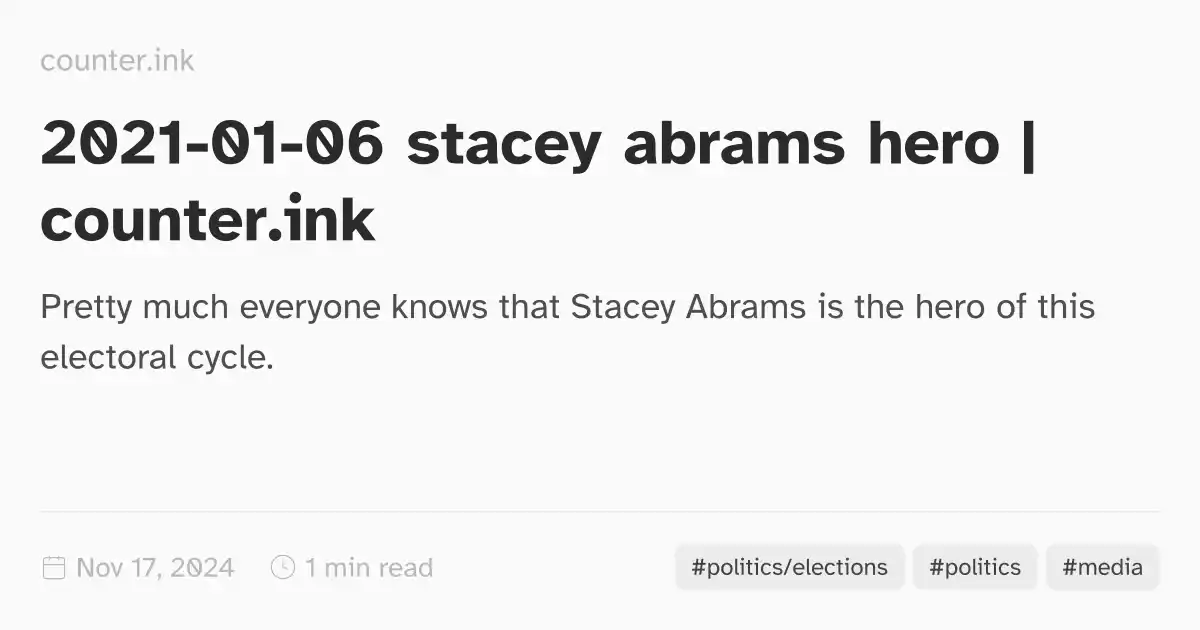 counter.ink
2021-01-06 stacey abrams hero |
counter.ink
Pretty much everyone knows that Stacey Abrams is the hero of this
electoral cycle.
Nov 17, 2024 1 min read #politics/elections #politics #media